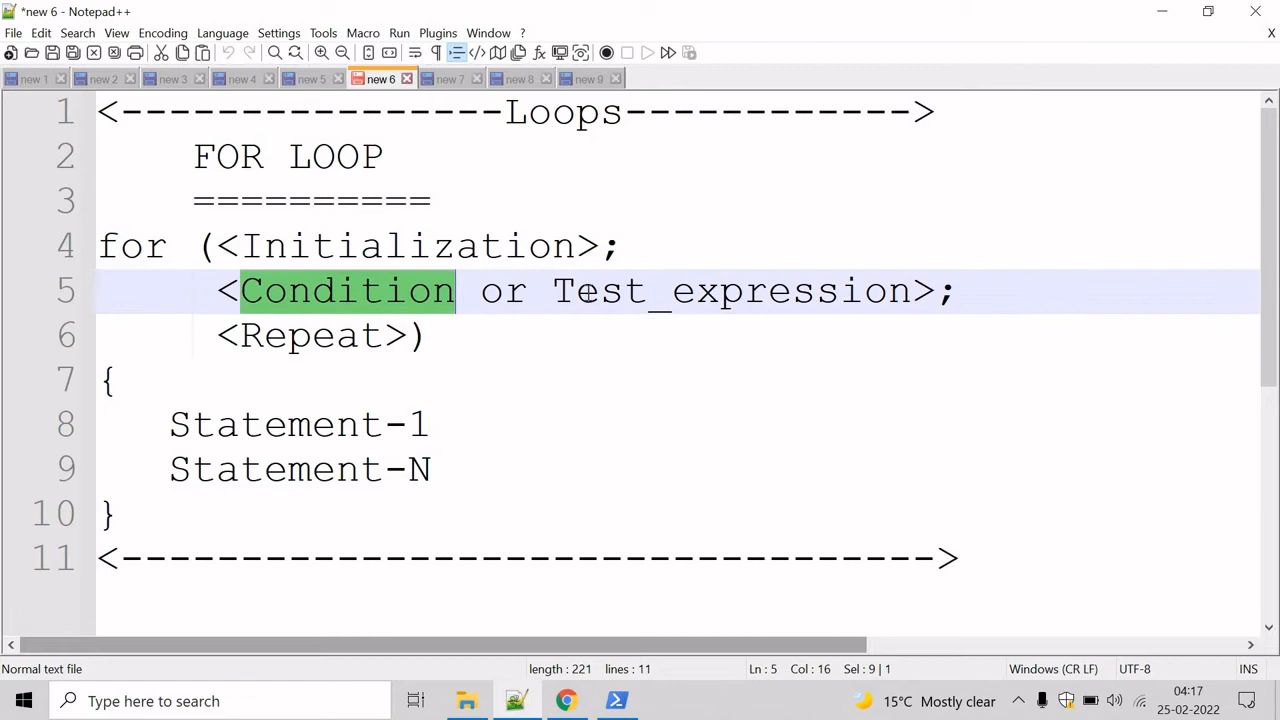 *new 6 - Notepad++
File Edit Search View Encoding Language Settings Tools Macro Run Plugins Window ? X
new 1 new 2 new 3 new 4 new 5 new 6 new 7 new 8 new 9
1 <----------------Loops------------>
2 FOR LOOP
3 ==========
4 for (<Initialization>;
5 <Condition or Test_expression>;
6 <Repeat>)
7 {
8 Statement-1
9 Statement-N
10 }
11 <---------------------------------->
Normal text file length : 221 lines : 11 Ln : 5 Col : 16 Sel : 9 | 1 Windows (CR LF) UTF-8 INS
Type here to search 15°C Mostly clear 04:17
25-02-2022